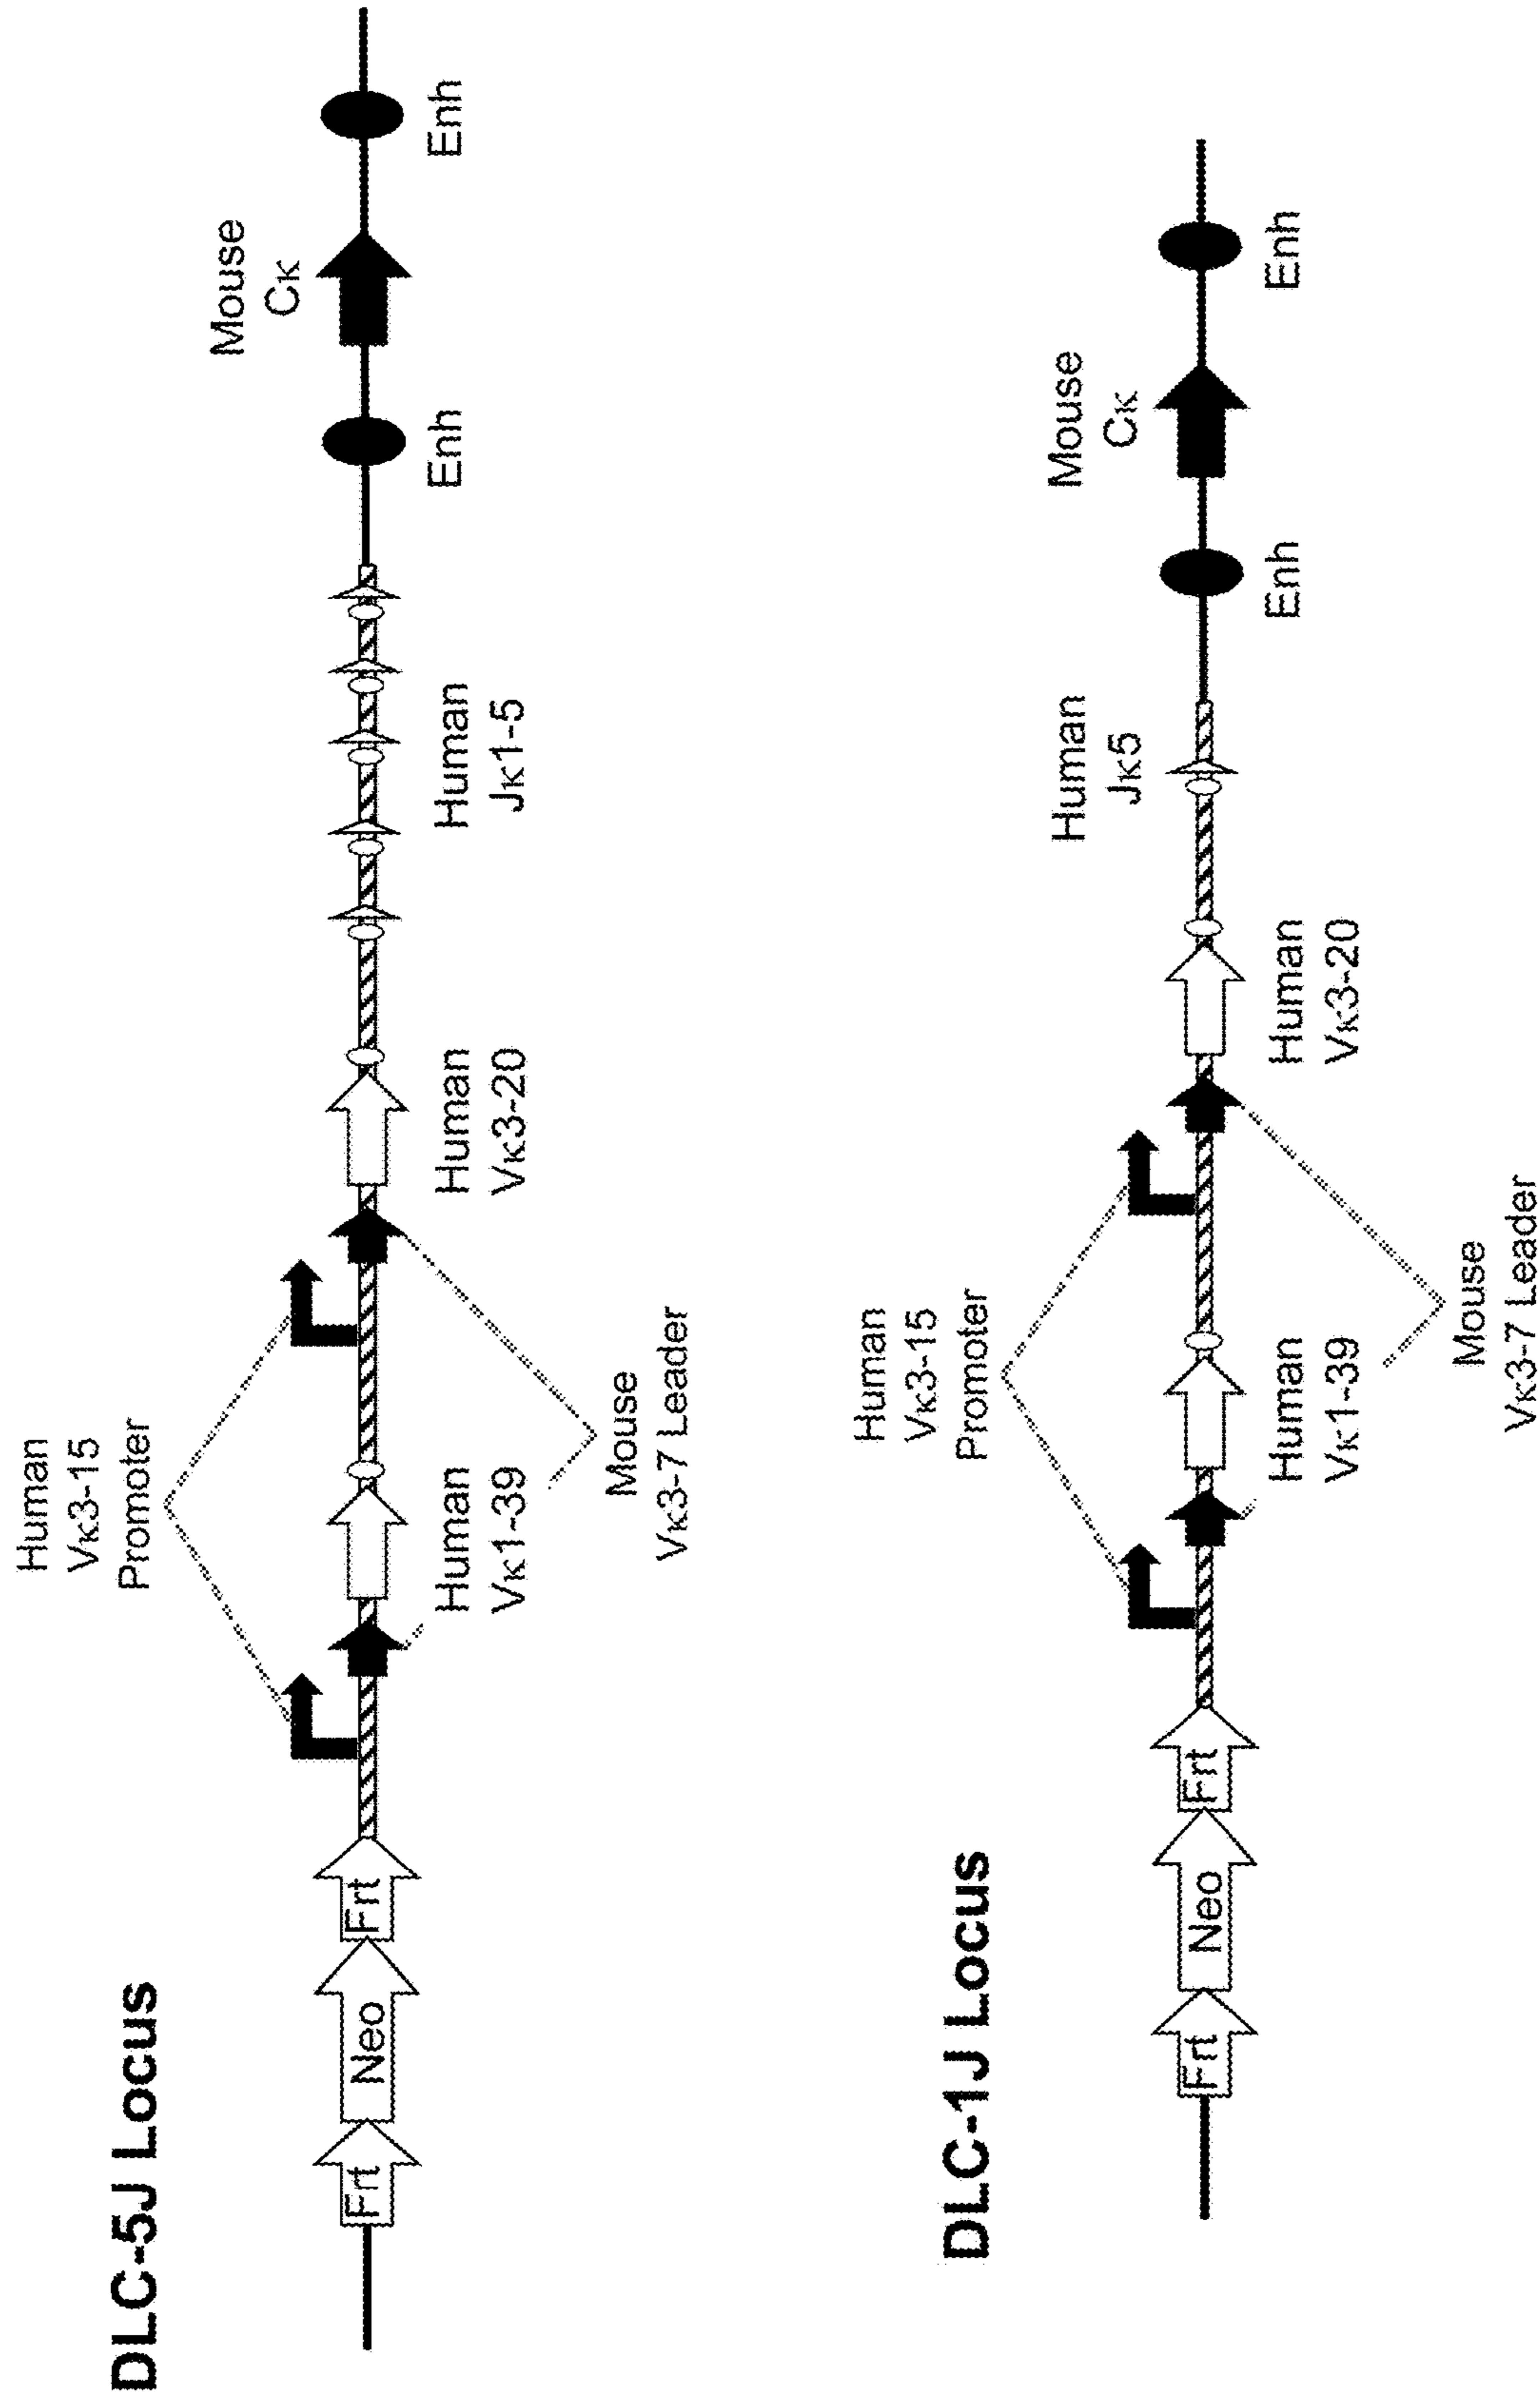 DLC-5J Locus
Human
Vκ3-15
Promoter
Mouse
Cκ
Frt
Neo
Frt
Human
Vκ1-39
Human
Vκ3-20
Human
Jκ1-5
Enh
Enh
Mouse
Vκ3-7 Leader
DLC-1J Locus
Human
Vκ3-15
Promoter
Human
Jκ5
Mouse
Cκ
Frt
Neo
Frt
Human
Vκ1-39
Human
Vκ3-20
Enh
Enh
Mouse
Vκ3-7 Leader